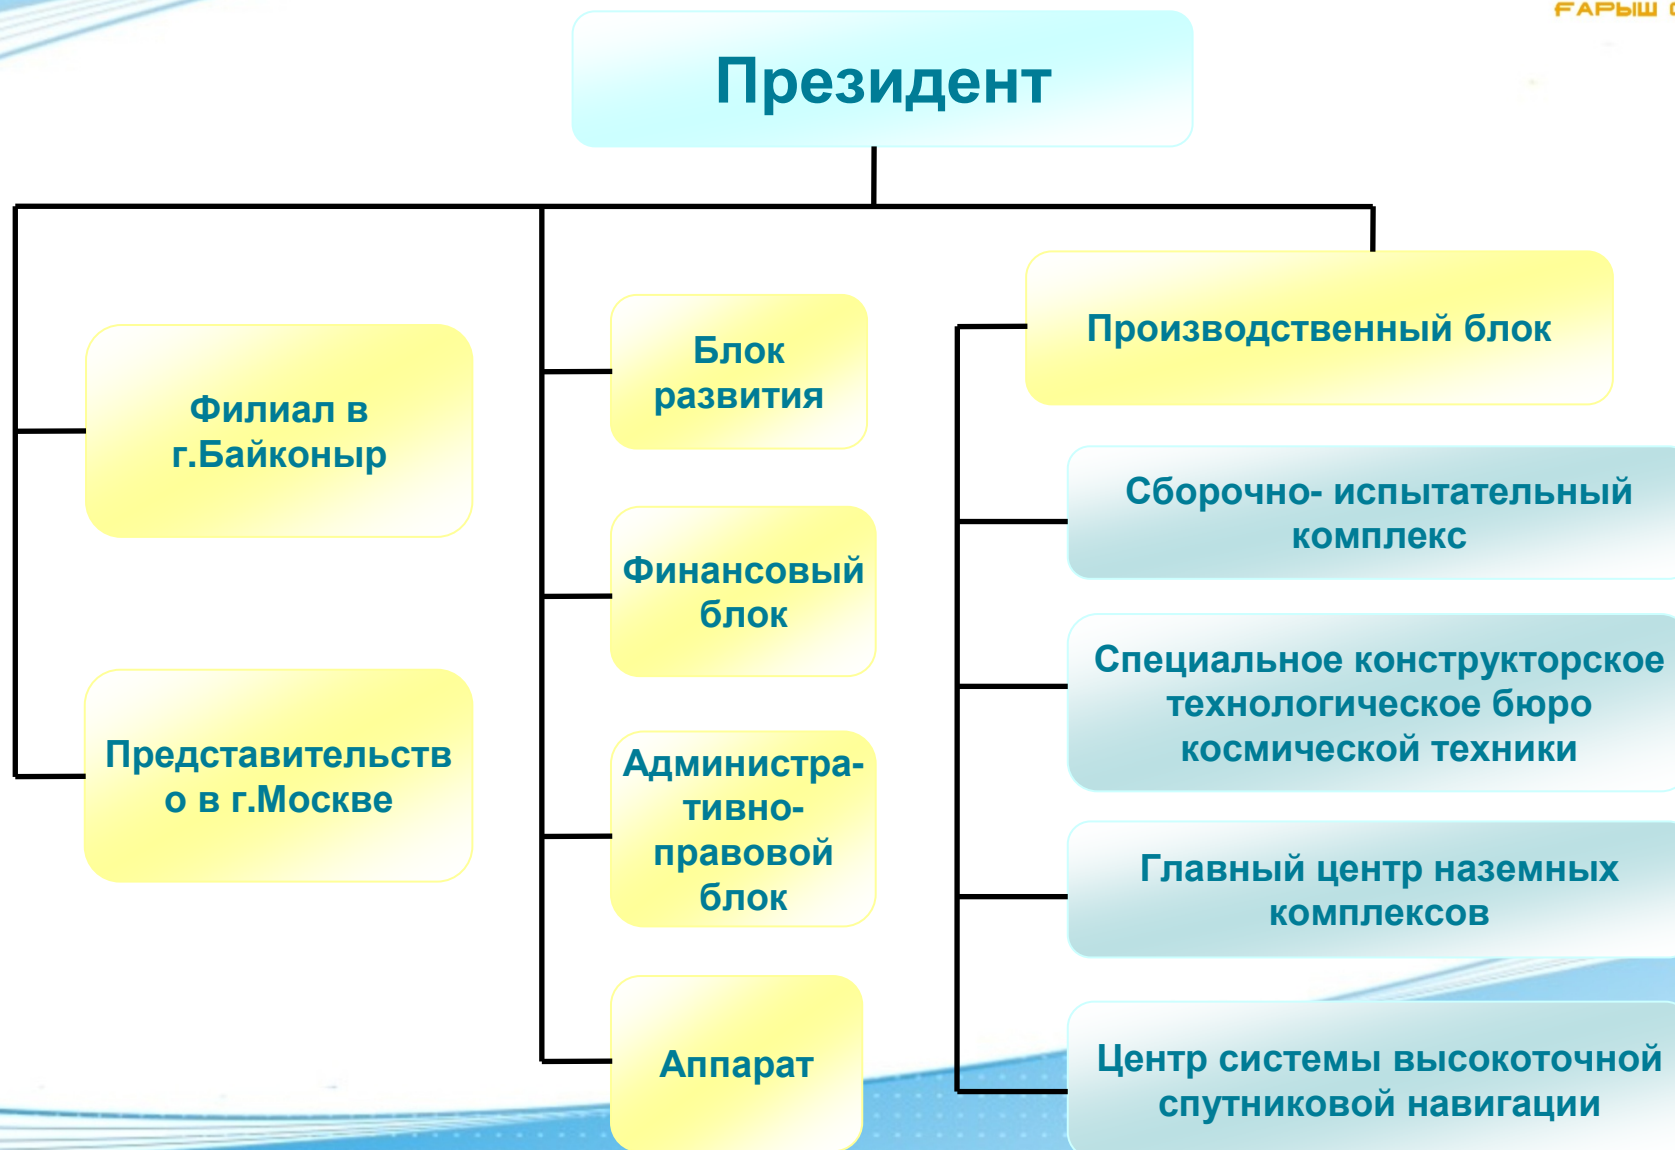 ҒАРЫШ
Президент
Филиал в
г.Байконыр
Представительств
о в г.Москве
Блок
развития
Финансовый
блок
Администра-
тивно-
правовой
блок
Аппарат
Производственный блок
Сборочно- испытательный
комплекс
Специальное конструкторское
технологическое бюро
космической техники
Главный центр наземных
комплексов
Центр системы высокоточной
спутниковой навигации